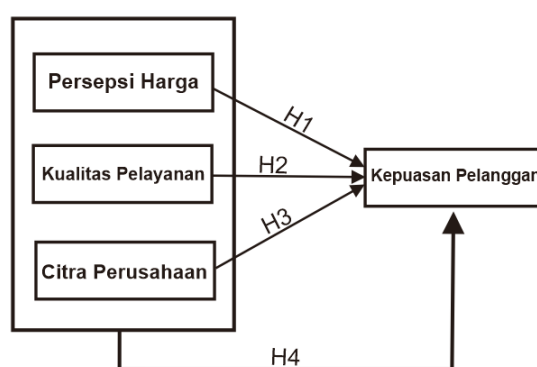 Persepsi Harga
H1
Kualitas Pelayanan
H2
Kepuasan Pelanggan
H3
Citra Perusahaan
H4